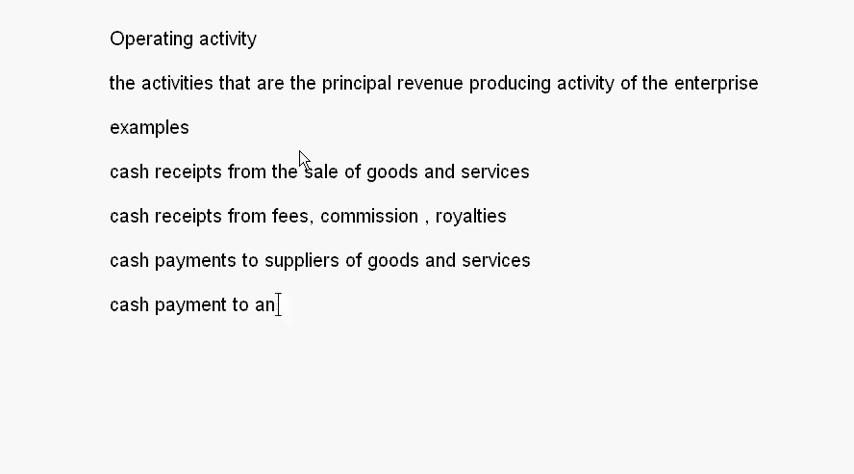 Operating activity
the activities that are the principal revenue producing activity of the enterprise
examples
cash receipts from the sale of goods and services
cash receipts from fees, commission , royalties
cash payments to suppliers of goods and services
cash payment to an